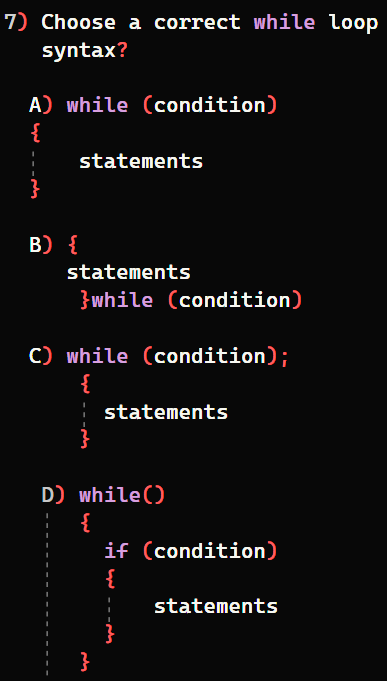 7) Choose a correct while loop
syntax?
A) while (condition)
{
statements
}
B) {
statements
}while (condition)
C) while (condition);
{
statements
}
D) while()
{
if (condition)
{
statements
}
}